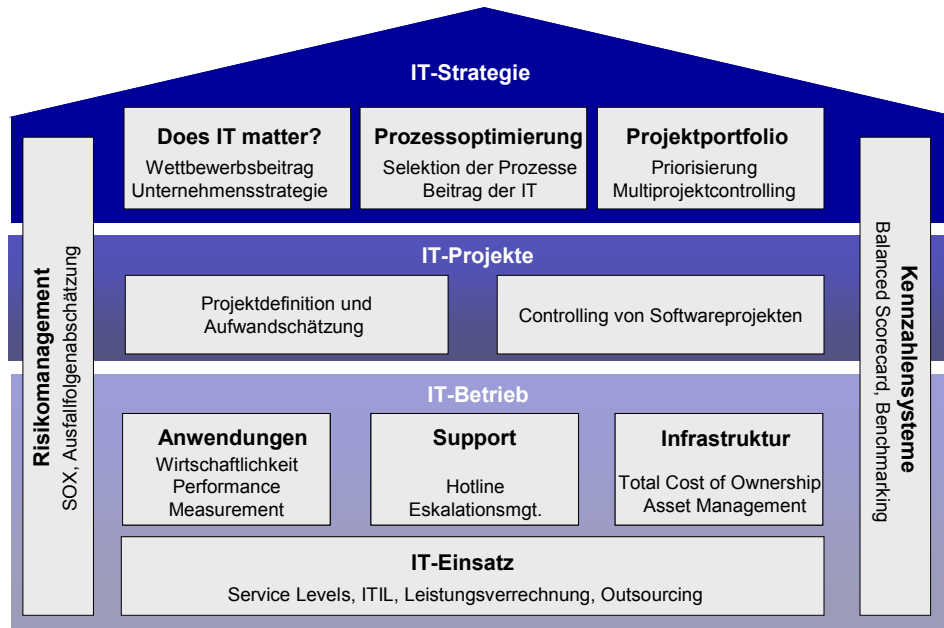 IT-Strategie
Does IT matter?
Wettbewerbsbeitrag
Unternehmensstrategie
Prozessoptimierung
Selektion der Prozesse
Beitrag der IT
Projektportfolio
Priorisierung
Multiprojektcontrolling
Risikomanagement
SOX, Ausfallfolgenabschätzung
IT-Projekte
Projektdefinition und
Aufwandschätzung
Controlling von Softwareprojekten
IT-Betrieb
Anwendungen
Wirtschaftlichkeit
Performance
Measurement
Support
Hotline
Eskalationsmgt.
Infrastruktur
Total Cost of Ownership
Asset Management
IT-Einsatz
Service Levels, ITIL, Leistungsverrechnung, Outsourcing
Kennzahlensysteme
Balanced Scorecard, Benchmarking